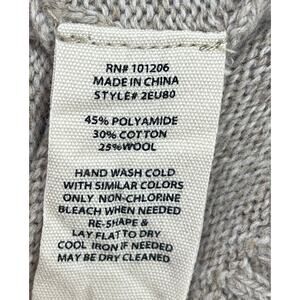 RN# 101206
MADE IN CHINA
STYLE# 2EU80
45% POLYAMIDE
30% COTTON
25% WOOL
HAND WASH COLD
WITH SIMILAR COLORS
ONLY NON-CHLORINE
BLEACH WHEN NEEDED
RE-SHAPE &
LAY FLAT TO DRY
COOL IRON IF NEEDED
MAY BE DRY CLEANED